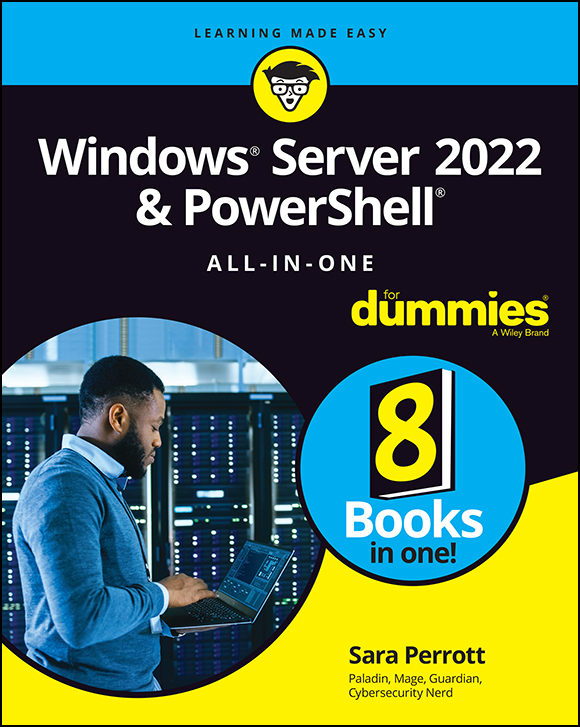 LEARNING MADE EASY
Windows® Server 2022
& PowerShell®
ALL-IN-ONE
for
dummies®
A Wiley Brand
8
Books
in one!
Sara Perrott
Paladin, Mage, Guardian,
Cybersecurity Nerd